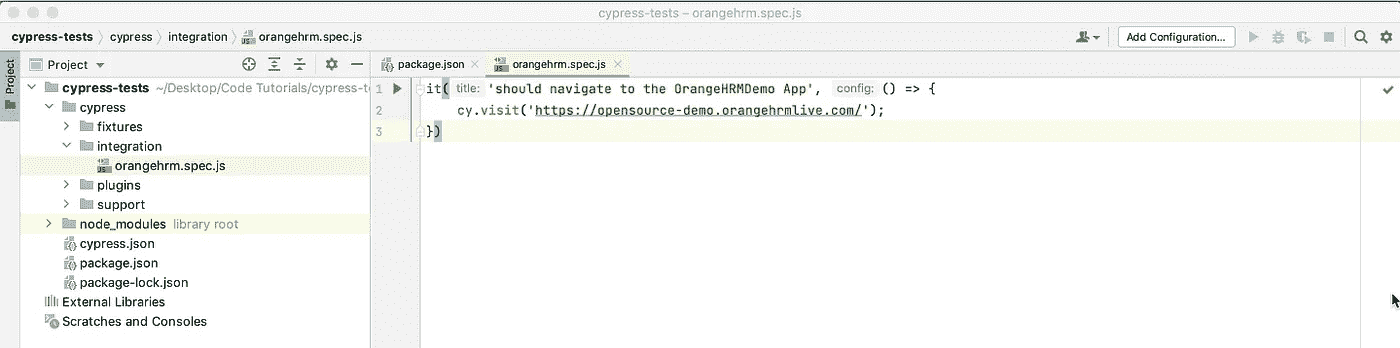 cypress-tests – orangehrm.spec.js
cypress-tests cypress integration orangehrm.spec.js Add Configuration...
Project
Project
package.json orangehrm.spec.js
cypress-tests ~/Desktop/Code Tutorials/cypress-t
cypress
fixtures
integration
orangehrm.spec.js
plugins
support
node_modules library root
cypress.json
package.json
package-lock.json
External Libraries
Scratches and Consoles
1 it( title: 'should navigate to the OrangeHRMDemo App', config: () => {
2 cy.visit('https://opensource-demo.orangehrmlive.com/');
3 })